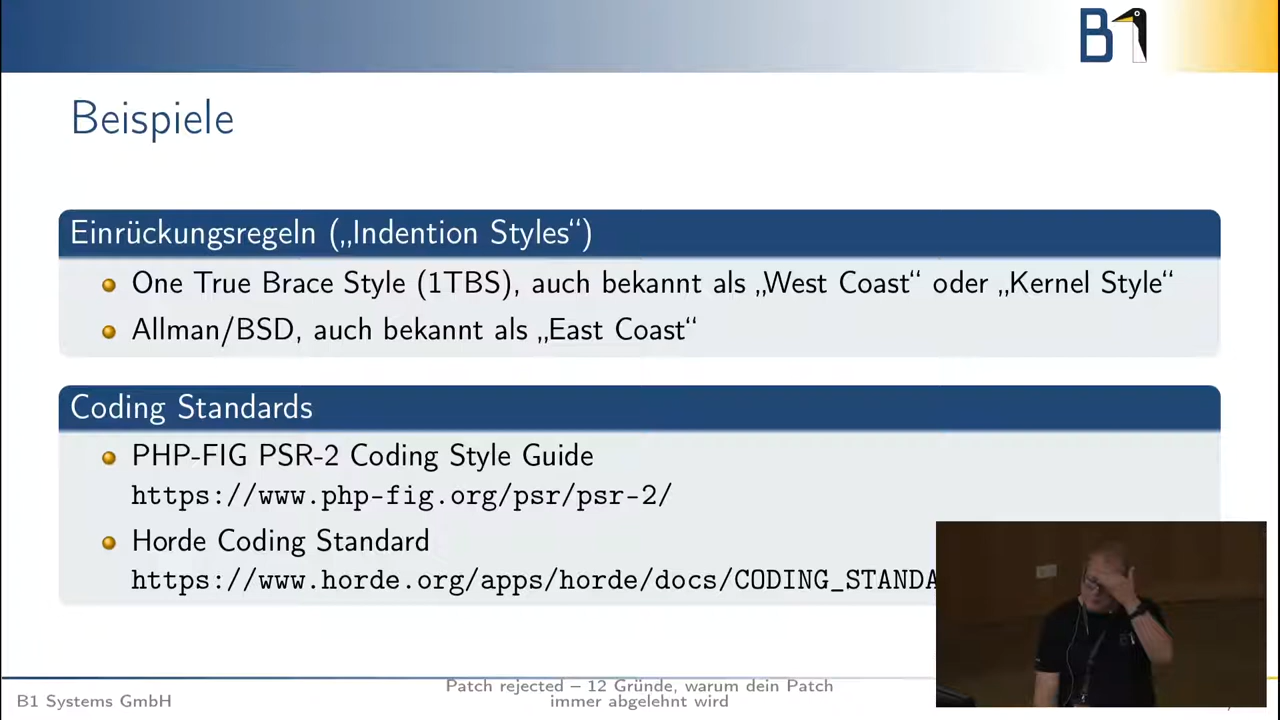 B1
Beispiele
Einrückungsregeln („Indention Styles“)
One True Brace Style (1TBS), auch bekannt als „West Coast“ oder „Kernel Style“
Allman/BSD, auch bekannt als „East Coast“
Coding Standards
PHP-FIG PSR-2 Coding Style Guide
https://www.php-fig.org/psr/psr-2/
Horde Coding Standard
https://www.horde.org/apps/horde/docs/CODING_STANDA
B1 Systems GmbH
Patch rejected – 12 Gründe, warum dein Patch
immer abgelehnt wird